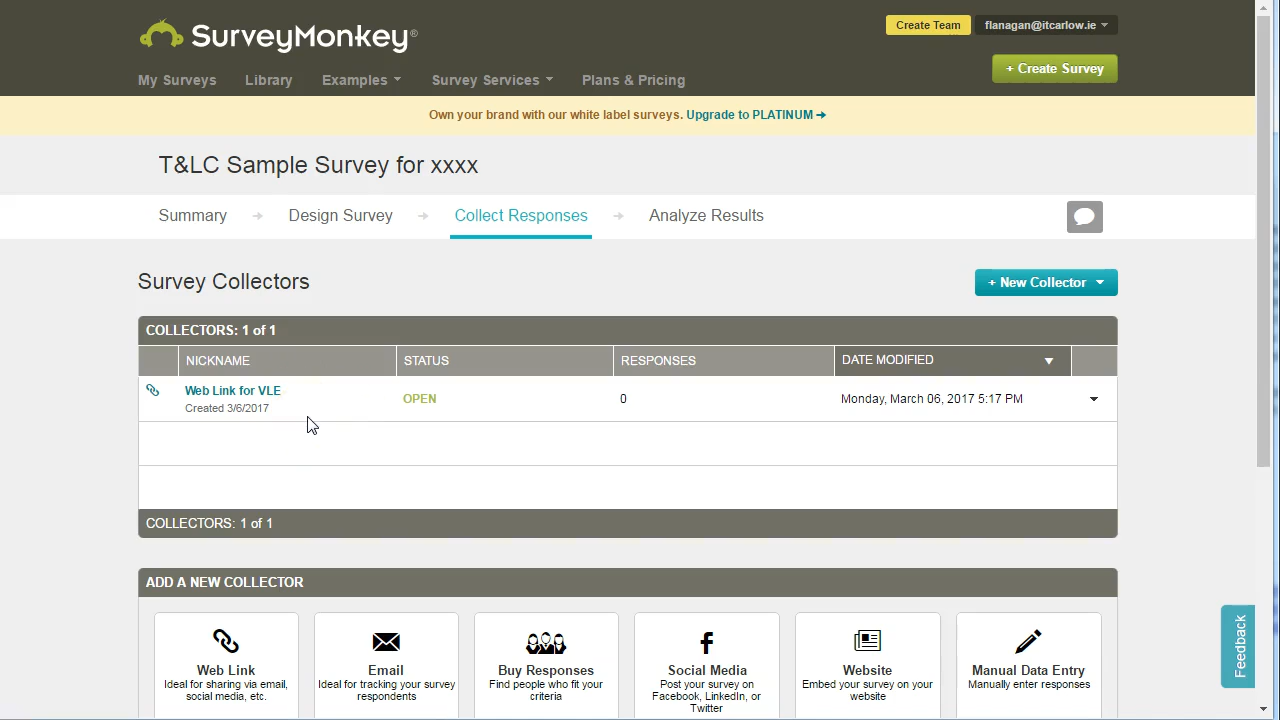 SurveyMonkey®
Create Team
flanagan@itcarlow.ie
My Surveys Library Examples Survey Services Plans & Pricing
+ Create Survey
Own your brand with our white label surveys. Upgrade to PLATINUM →
T&LC Sample Survey for xxxx
Summary → Design Survey → Collect Responses → Analyze Results
Survey Collectors
+ New Collector
COLLECTORS: 1 of 1
NICKNAME STATUS RESPONSES DATE MODIFIED
Web Link for VLE
Created 3/6/2017
OPEN 0 Monday, March 06, 2017 5:17 PM
COLLECTORS: 1 of 1
ADD A NEW COLLECTOR
Web Link
Ideal for sharing via email,
social media, etc.
Email
Ideal for tracking your survey
respondents
Buy Responses
Find people who fit your
criteria
Social Media
Post your survey on
Facebook, LinkedIn, or
Twitter
Website
Embed your survey on your
website
Manual Data Entry
Manually enter responses
Feedback